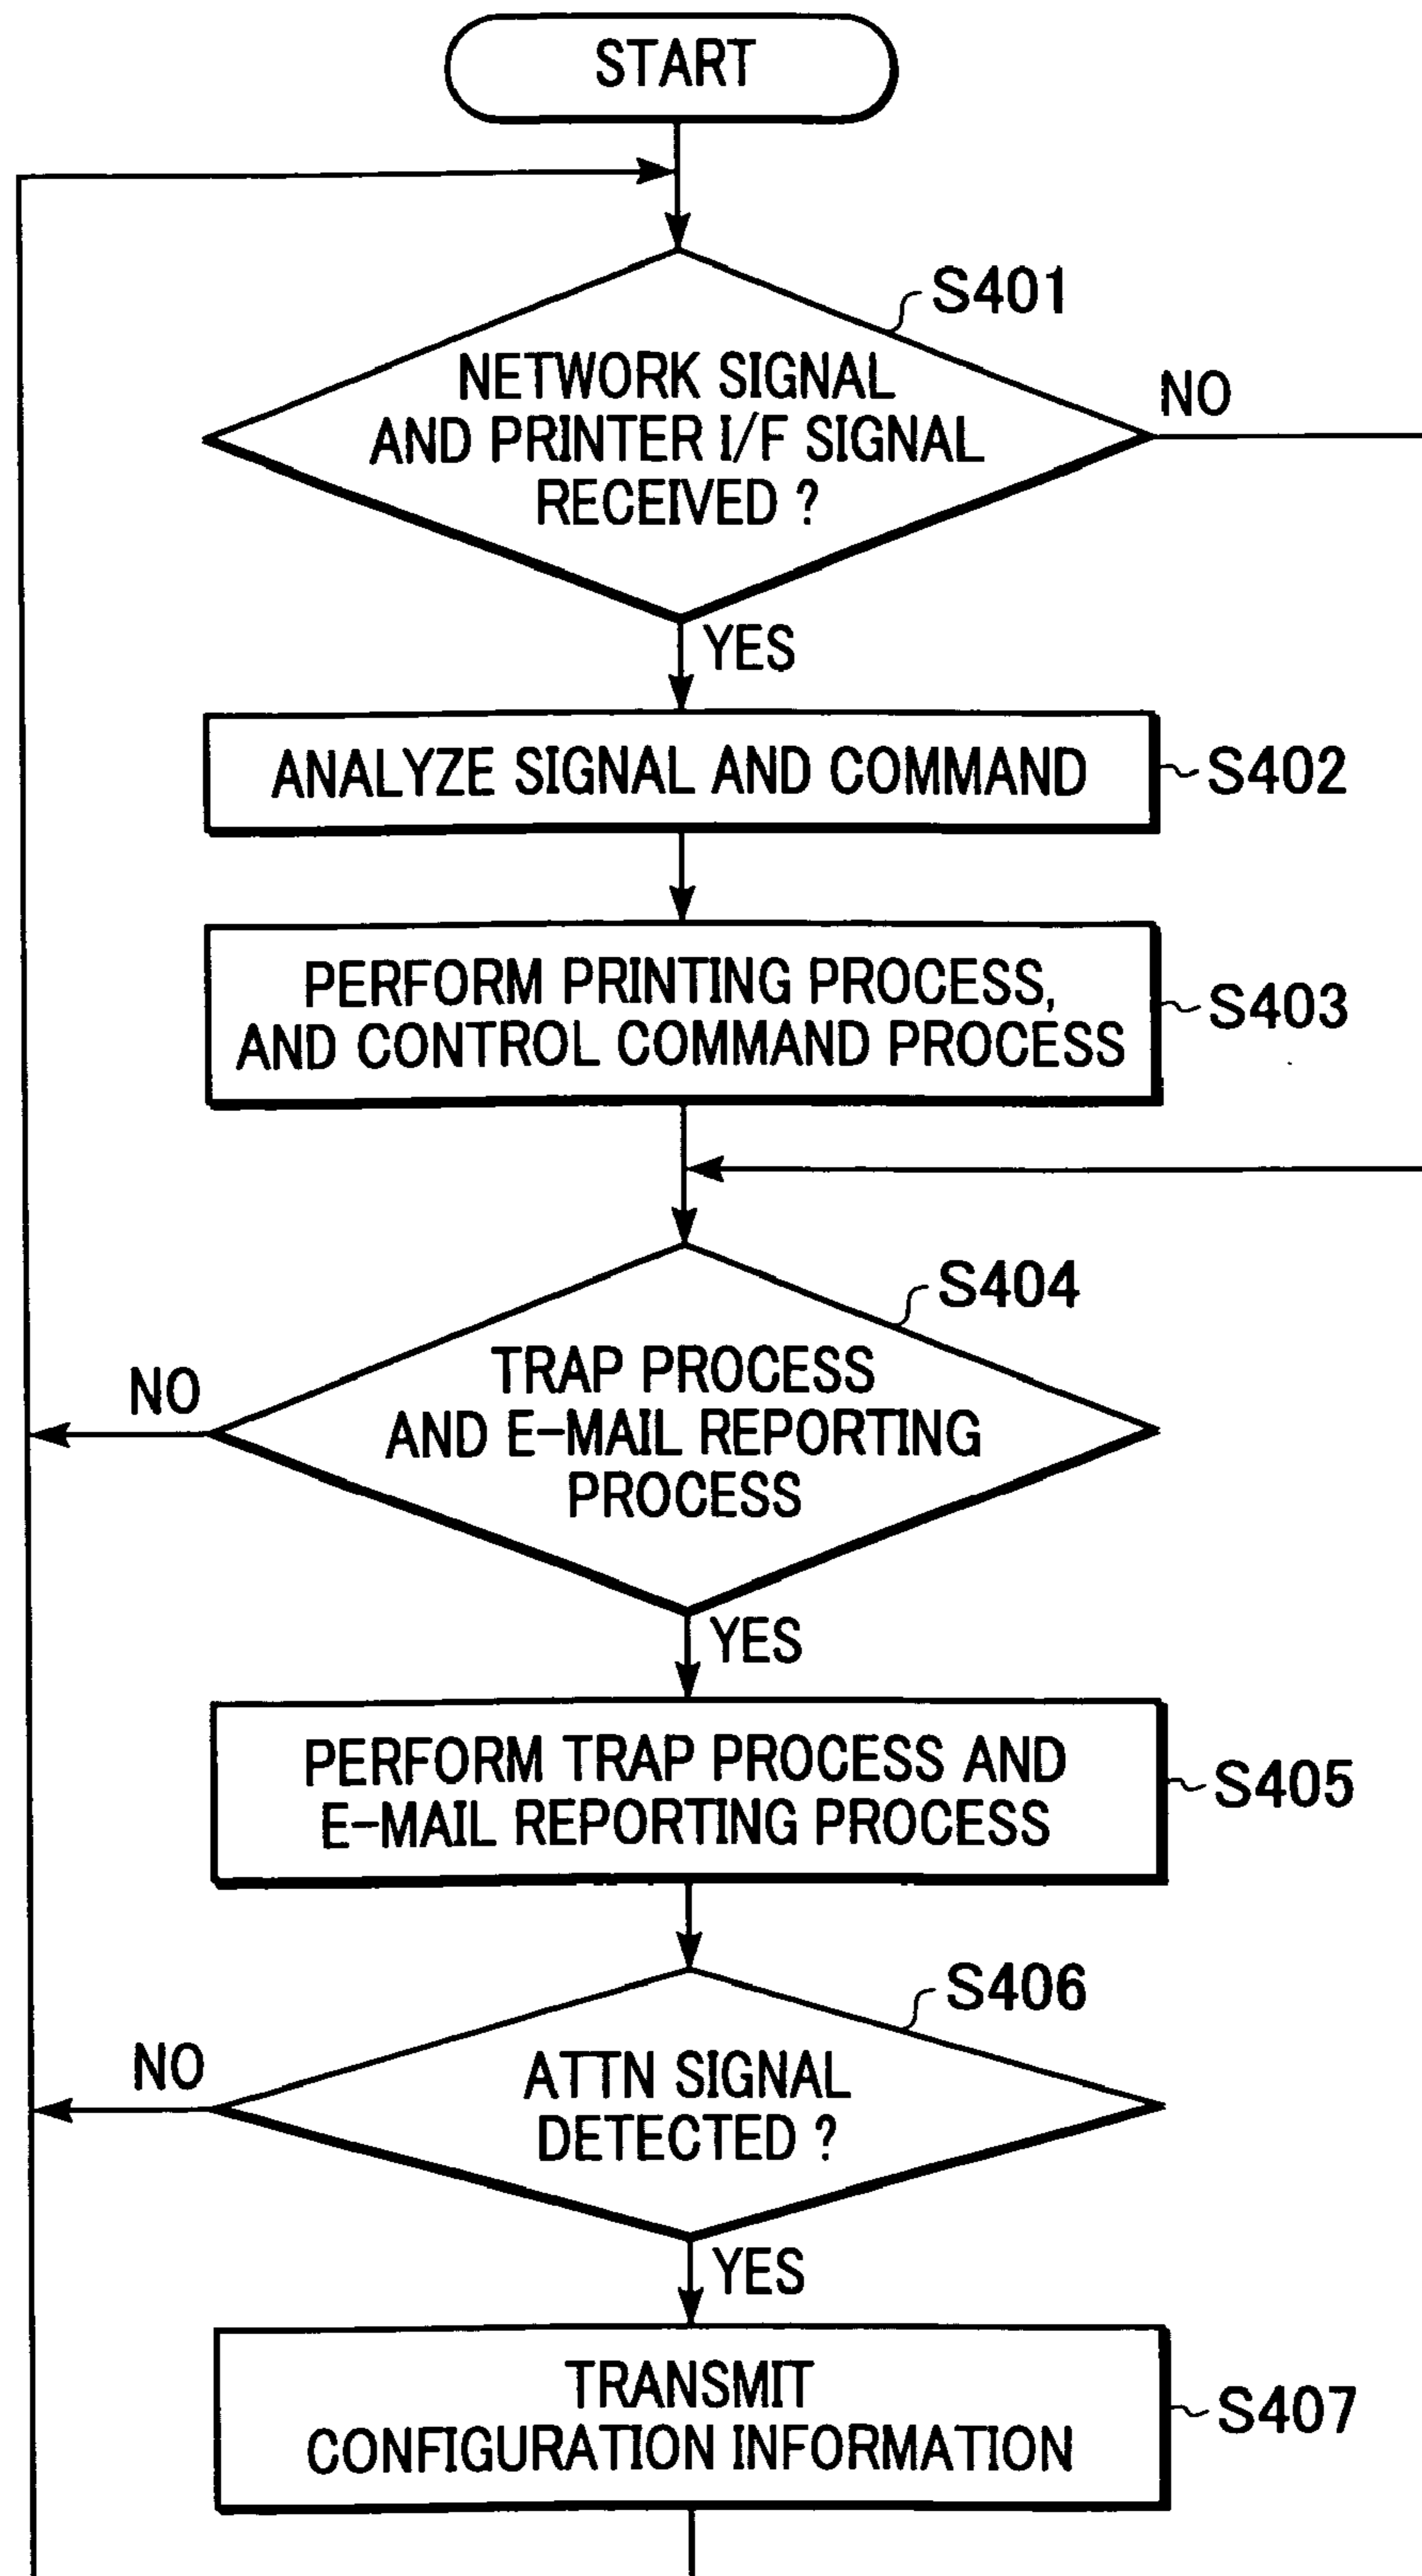 START
S401
NETWORK SIGNAL
AND PRINTER I/F SIGNAL
RECEIVED ?
NO
YES
ANALYZE SIGNAL AND COMMAND
S402
PERFORM PRINTING PROCESS,
AND CONTROL COMMAND PROCESS
S403
S404
TRAP PROCESS
AND E-MAIL REPORTING
PROCESS
NO
YES
PERFORM TRAP PROCESS AND
E-MAIL REPORTING PROCESS
S405
S406
ATTN SIGNAL
DETECTED ?
NO
YES
TRANSMIT
CONFIGURATION INFORMATION
S407